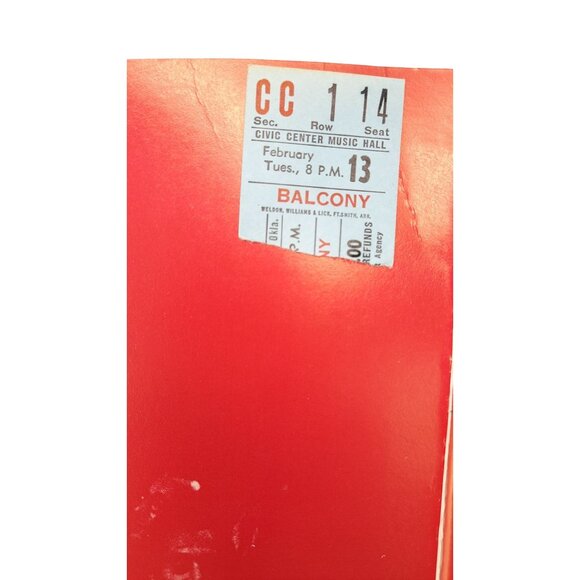 CC 1 14
Sec. Row Seat
CIVIC CENTER MUSIC HALL
February
Tues., 8 P.M. 13
BALCONY
WELDON, WILLIAMS & LICK, FT. SMITH, ARK.
Okla.
P.M.
NY
.00
REFUNDS
Agency